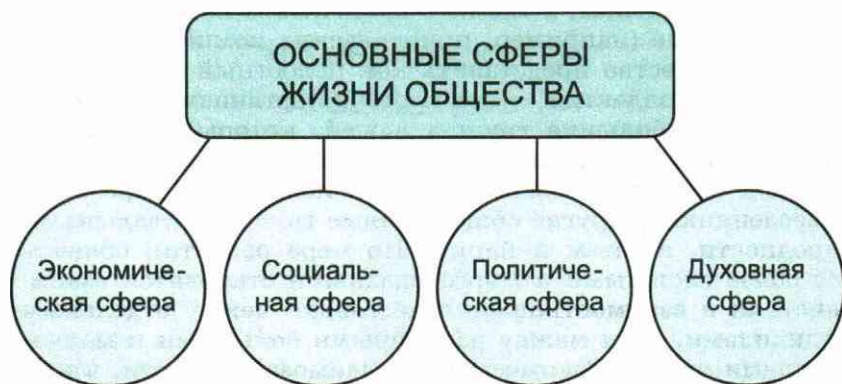 ОСНОВНЫЕ СФЕРЫ
ЖИЗНИ ОБЩЕСТВА
Экономиче-
ская сфера
Социаль-
ная сфера
Политиче-
ская сфера
Духовная
сфера